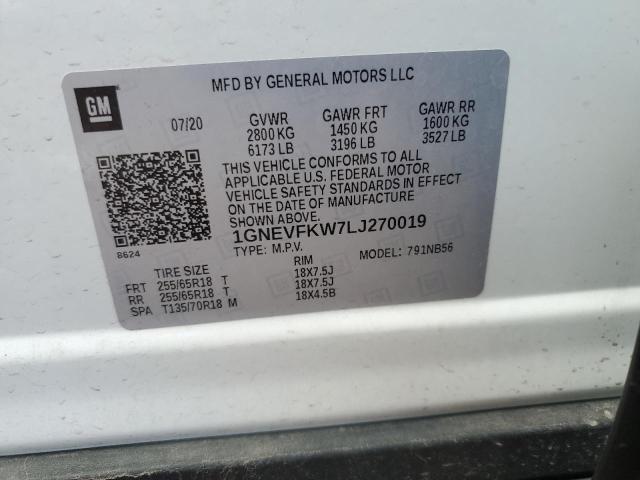 MFD BY GENERAL MOTORS LLC
GM
07/20
GVWR GAWR FRT GAWR RR
2800 KG 1450 KG 1600 KG
6173 LB 3196 LB 3527 LB
THIS VEHICLE CONFORMS TO ALL
APPLICABLE U.S. FEDERAL MOTOR
VEHICLE SAFETY STANDARDS IN EFFECT
ON THE DATE OF MANUFACTURE
SHOWN ABOVE.
1GNEVFKW7LJ270019
8624
TYPE: M.P.V. MODEL: 791NB56
TIRE SIZE RIM
FRT 255/65R18 T 18X7.5J
RR 255/65R18 T 18X7.5J
SPA T135/70R18 M 18X4.5B